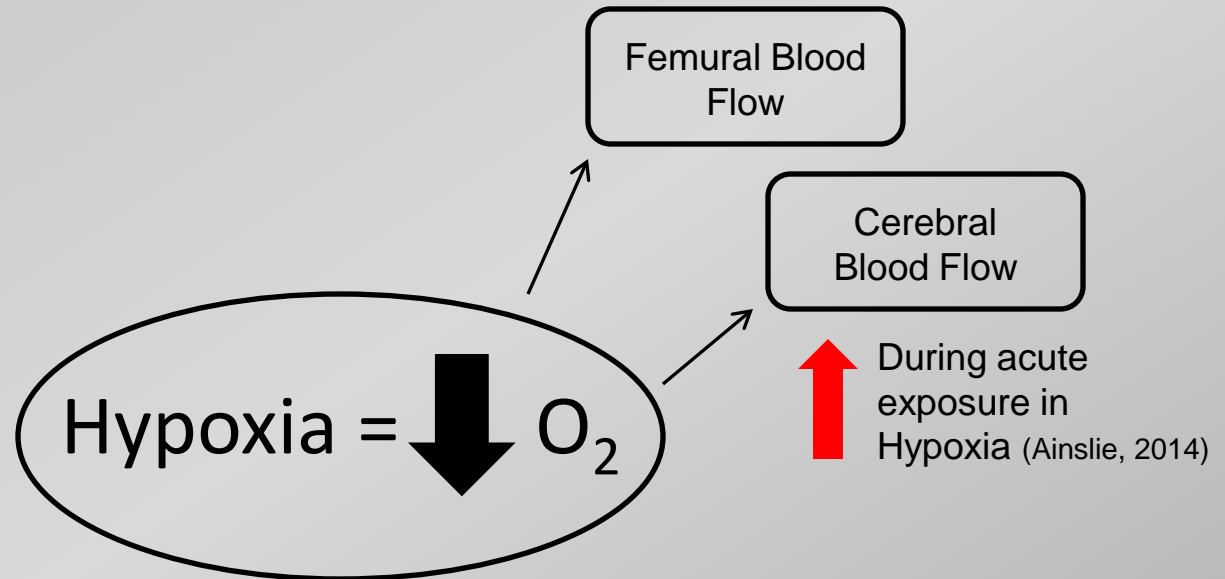 Femural Blood
Flow
Cerebral
Blood Flow
Hypoxia = O₂
During acute
exposure in
Hypoxia (Ainslie, 2014)